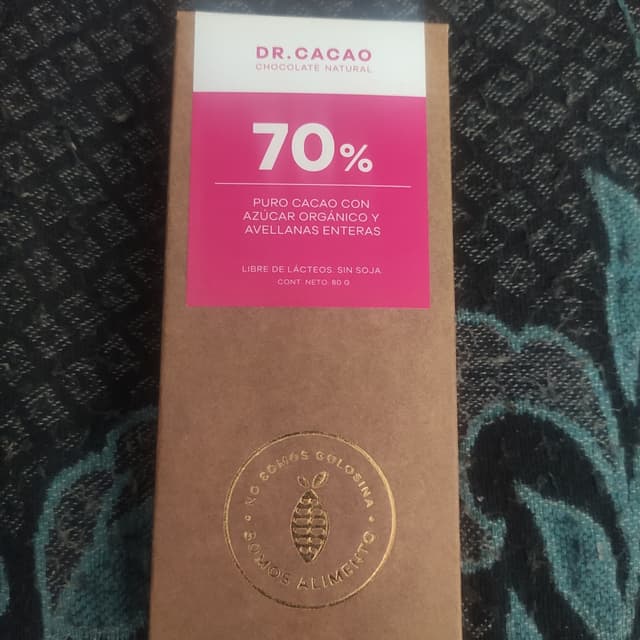 DR. CACAO
CHOCOLATE NATURAL
70%
PURO CACAO CON
AZÚCAR ORGÁNICO Y
AVELLANAS ENTERAS
LIBRE DE LÁCTEOS. SIN SOJA.
CONT. NETO: 80 G
NO SOMOS GOLOSINA
SOMOS ALIMENTO